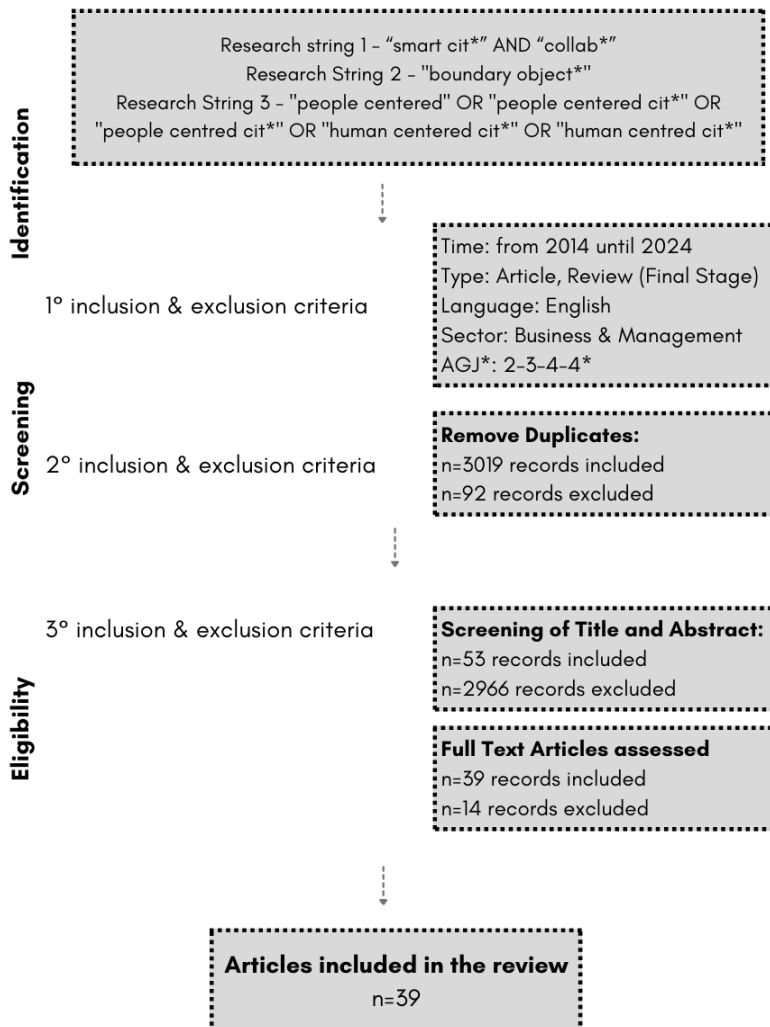 Research string 1 - “smart cit*” AND “collab*”
Research String 2 - "boundary object*"
Research String 3 - "people centered" OR "people centered cit*" OR
"people centred cit*" OR "human centered cit*" OR "human centred cit*"
Identification
Time: from 2014 until 2024
Type: Article, Review (Final Stage)
Language: English
Sector: Business & Management
AGJ*: 2-3-4-4*
1° inclusion & exclusion criteria
Screening
Remove Duplicates:
n=3019 records included
n=92 records excluded
2° inclusion & exclusion criteria
3° inclusion & exclusion criteria
Screening of Title and Abstract:
n=53 records included
n=2966 records excluded
Eligibility
Full Text Articles assessed
n=39 records included
n=14 records excluded
Articles included in the review
n=39